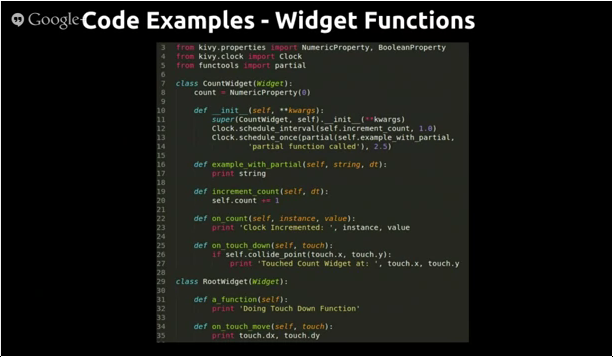 Google+
Code Examples - Widget Functions
3 from kivy.properties import NumericProperty, BooleanProperty
4 from kivy.clock import Clock
5 from functools import partial
6
7 class CountWidget(Widget):
8 count = NumericProperty(0)
9
10 def __init__(self, **kwargs):
11 super(CountWidget, self).__init__(**kwargs)
12 Clock.schedule_interval(self.increment_count, 1.0)
13 Clock.schedule_once(partial(self.example_with_partial,
14 'partial function called'), 2.5)
15
16 def example_with_partial(self, string, dt):
17 print string
18
19 def increment_count(self, dt):
20 self.count += 1
21
22 def on_count(self, instance, value):
23 print 'Clock Incremented: ', instance, value
24
25 def on_touch_down(self, touch):
26 if self.collide_point(touch.x, touch.y):
27 print 'Touched Count Widget at: ', touch.x, touch.y
28
29 class RootWidget(Widget):
30
31 def a_function(self):
32 print 'Doing Touch Down Function'
33
34 def on_touch_move(self, touch):
35 print touch.dx, touch.dy